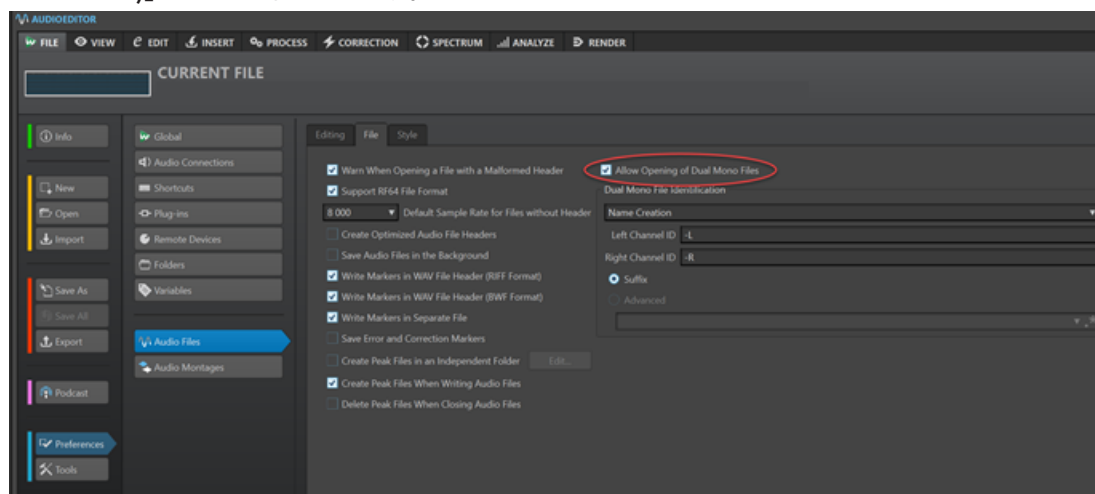 AUDIOEDITOR
FILE VIEW EDIT INSERT PROCESS CORRECTION SPECTRUM ANALYZE RENDER
CURRENT FILE
Info
New
Open
Import
Save As
Save All
Export
Podcast
Preferences
Tools
Global
Audio Connections
Shortcuts
Plug-ins
Remote Devices
Folders
Variables
Audio Files
Audio Montages
Editing File Style
Warn When Opening a File with a Malformed Header
Support RF64 File Format
8 000 Default Sample Rate for Files without Header
Create Optimized Audio File Headers
Save Audio Files in the Background
Write Markers in WAV File Header (RIFF Format)
Write Markers in WAV File Header (BWF Format)
Write Markers in Separate File
Save Error and Correction Markers
Create Peak Files in an Independent Folder Edit...
Create Peak Files When Writing Audio Files
Delete Peak Files When Closing Audio Files
Allow Opening of Dual Mono Files
Dual Mono File Identification
Name Creation
Left Channel ID -L
Right Channel ID -R
Suffix
Advanced